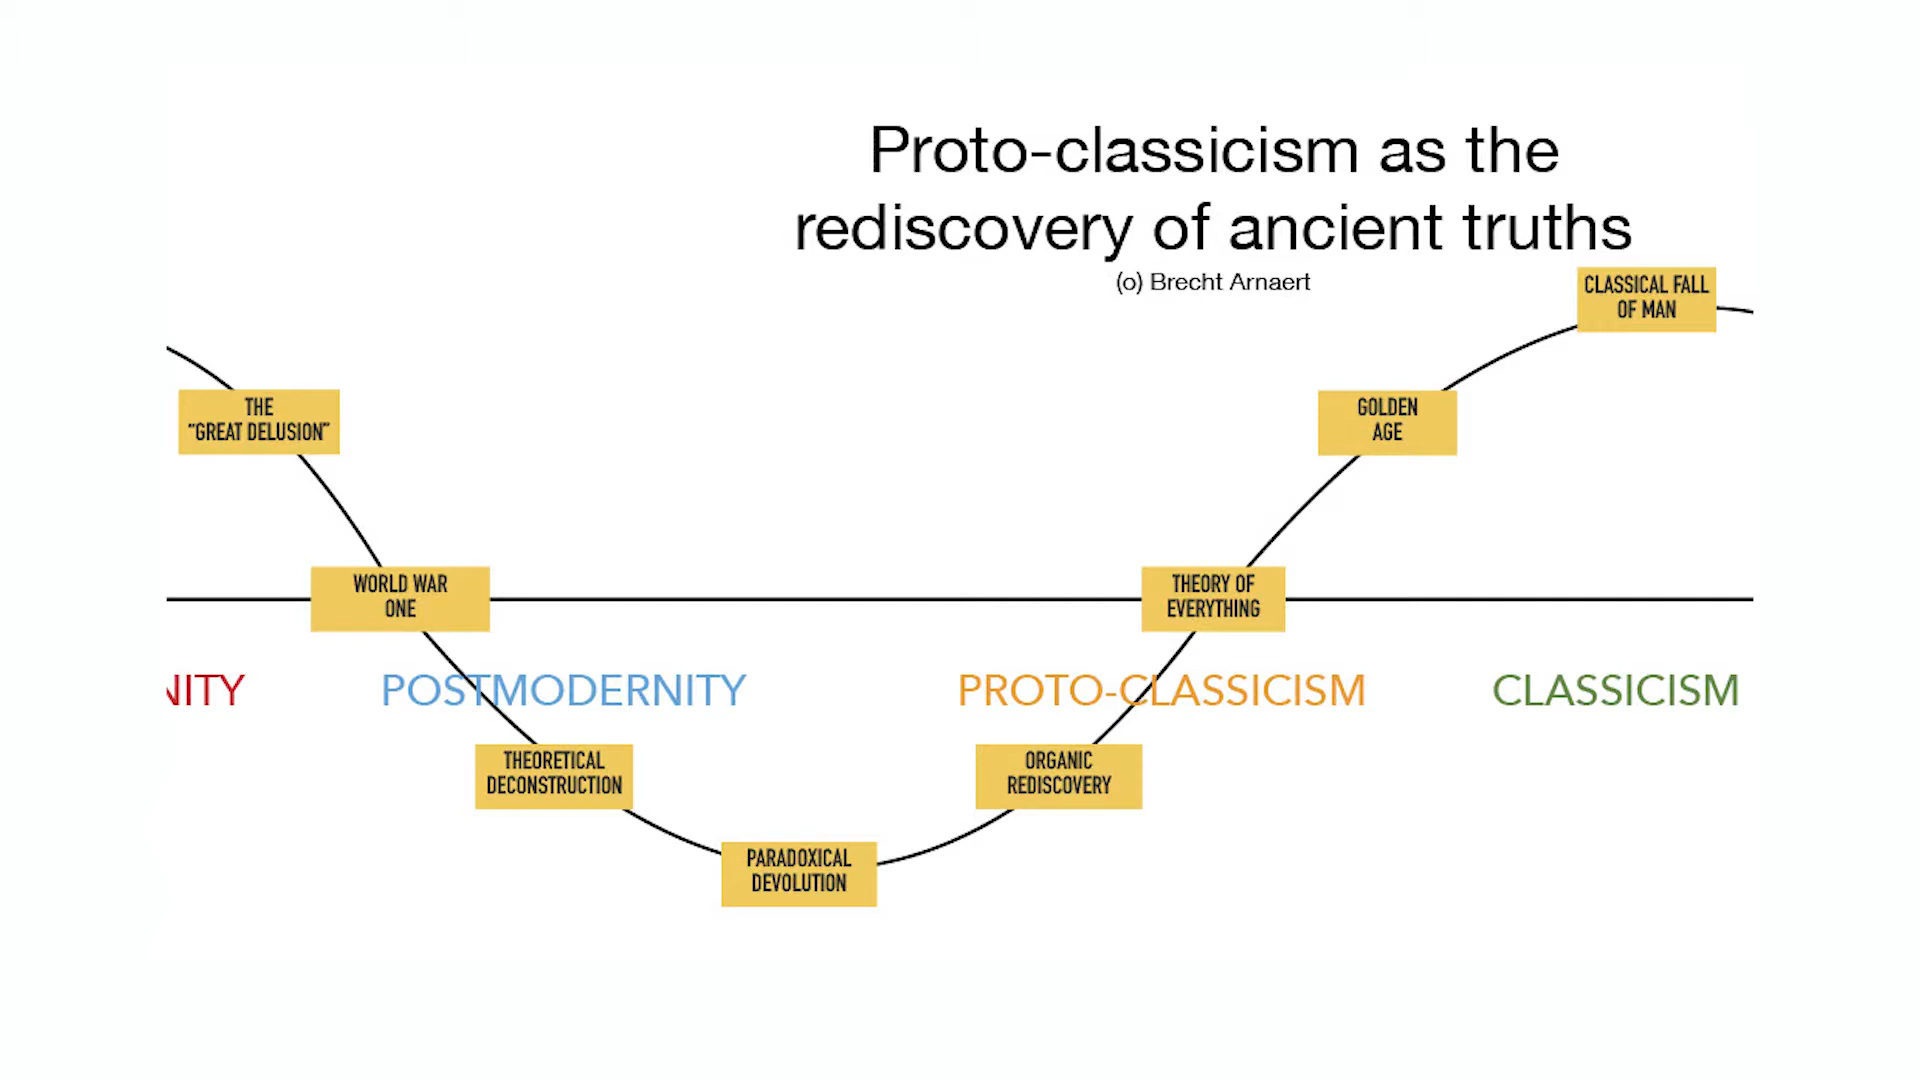 Proto-classicism as the
rediscovery of ancient truths
(o) Brecht Arnaert
CLASSICAL FALL
OF MAN
THE
"GREAT DELUSION"
GOLDEN
AGE
WORLD WAR
ONE
THEORY OF
EVERYTHING
NITY
POSTMODERNITY
PROTO-CLASSICISM
CLASSICISM
THEORETICAL
DECONSTRUCTION
ORGANIC
REDISCOVERY
PARADOXICAL
DEVOLUTION